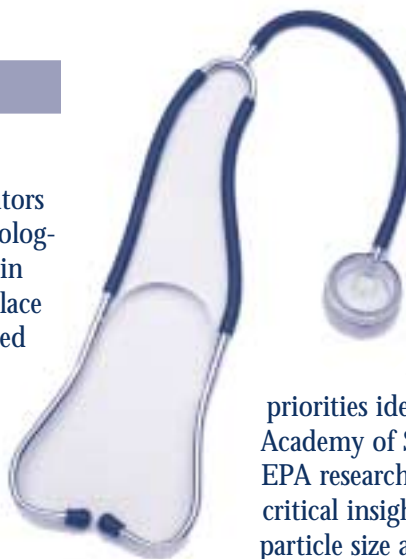 tors
olog-
in
lace
ed
priorities ide
Academy of S
EPA research
critical insigh
particle size a